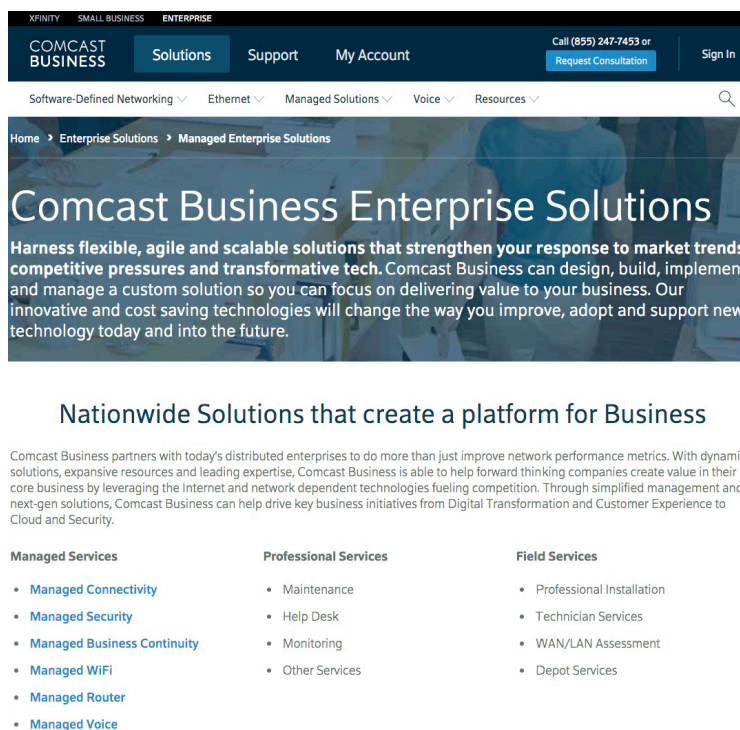 XFINITY SMALL BUSINESS ENTERPRISE
COMCAST
BUSINESS
Solutions Support My Account
Call (855) 247-7453 or
Request Consultation
Sign In
Software-Defined Networking Ethernet Managed Solutions Voice Resources
Home > Enterprise Solutions > Managed Enterprise Solutions
Comcast Business Enterprise Solutions
Harness flexible, agile and scalable solutions that strengthen your response to market trends
competitive pressures and transformative tech. Comcast Business can design, build, implemen
and manage a custom solution so you can focus on delivering value to your business. Our
innovative and cost saving technologies will change the way you improve, adopt and support new
technology today and into the future.
Nationwide Solutions that create a platform for Business
Comcast Business partners with today's distributed enterprises to do more than just improve network performance metrics. With dynami
solutions, expansive resources and leading expertise, Comcast Business is able to help forward thinking companies create value in their
core business by leveraging the Internet and network dependent technologies fueling competition. Through simplified management and
next-gen solutions, Comcast Business can help drive key business initiatives from Digital Transformation and Customer Experience to
Cloud and Security.
Managed Services
• Managed Connectivity
• Managed Security
• Managed Business Continuity
• Managed WiFi
• Managed Router
• Managed Voice
Professional Services
• Maintenance
• Help Desk
• Monitoring
• Other Services
Field Services
• Professional Installation
• Technician Services
• WAN/LAN Assessment
• Depot Services